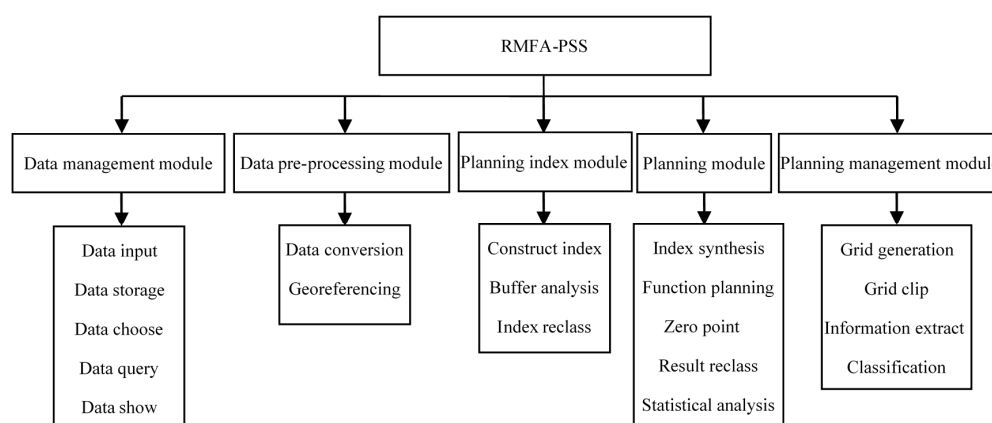 RMFA-PSS
Data management module
Data pre-processing module
Planning index module
Planning module
Planning management module
Data input
Data storage
Data choose
Data query
Data show
Data conversion
Georeferencing
Construct index
Buffer analysis
Index reclass
Index synthesis
Function planning
Zero point
Result reclass
Statistical analysis
Grid generation
Grid clip
Information extract
Classification